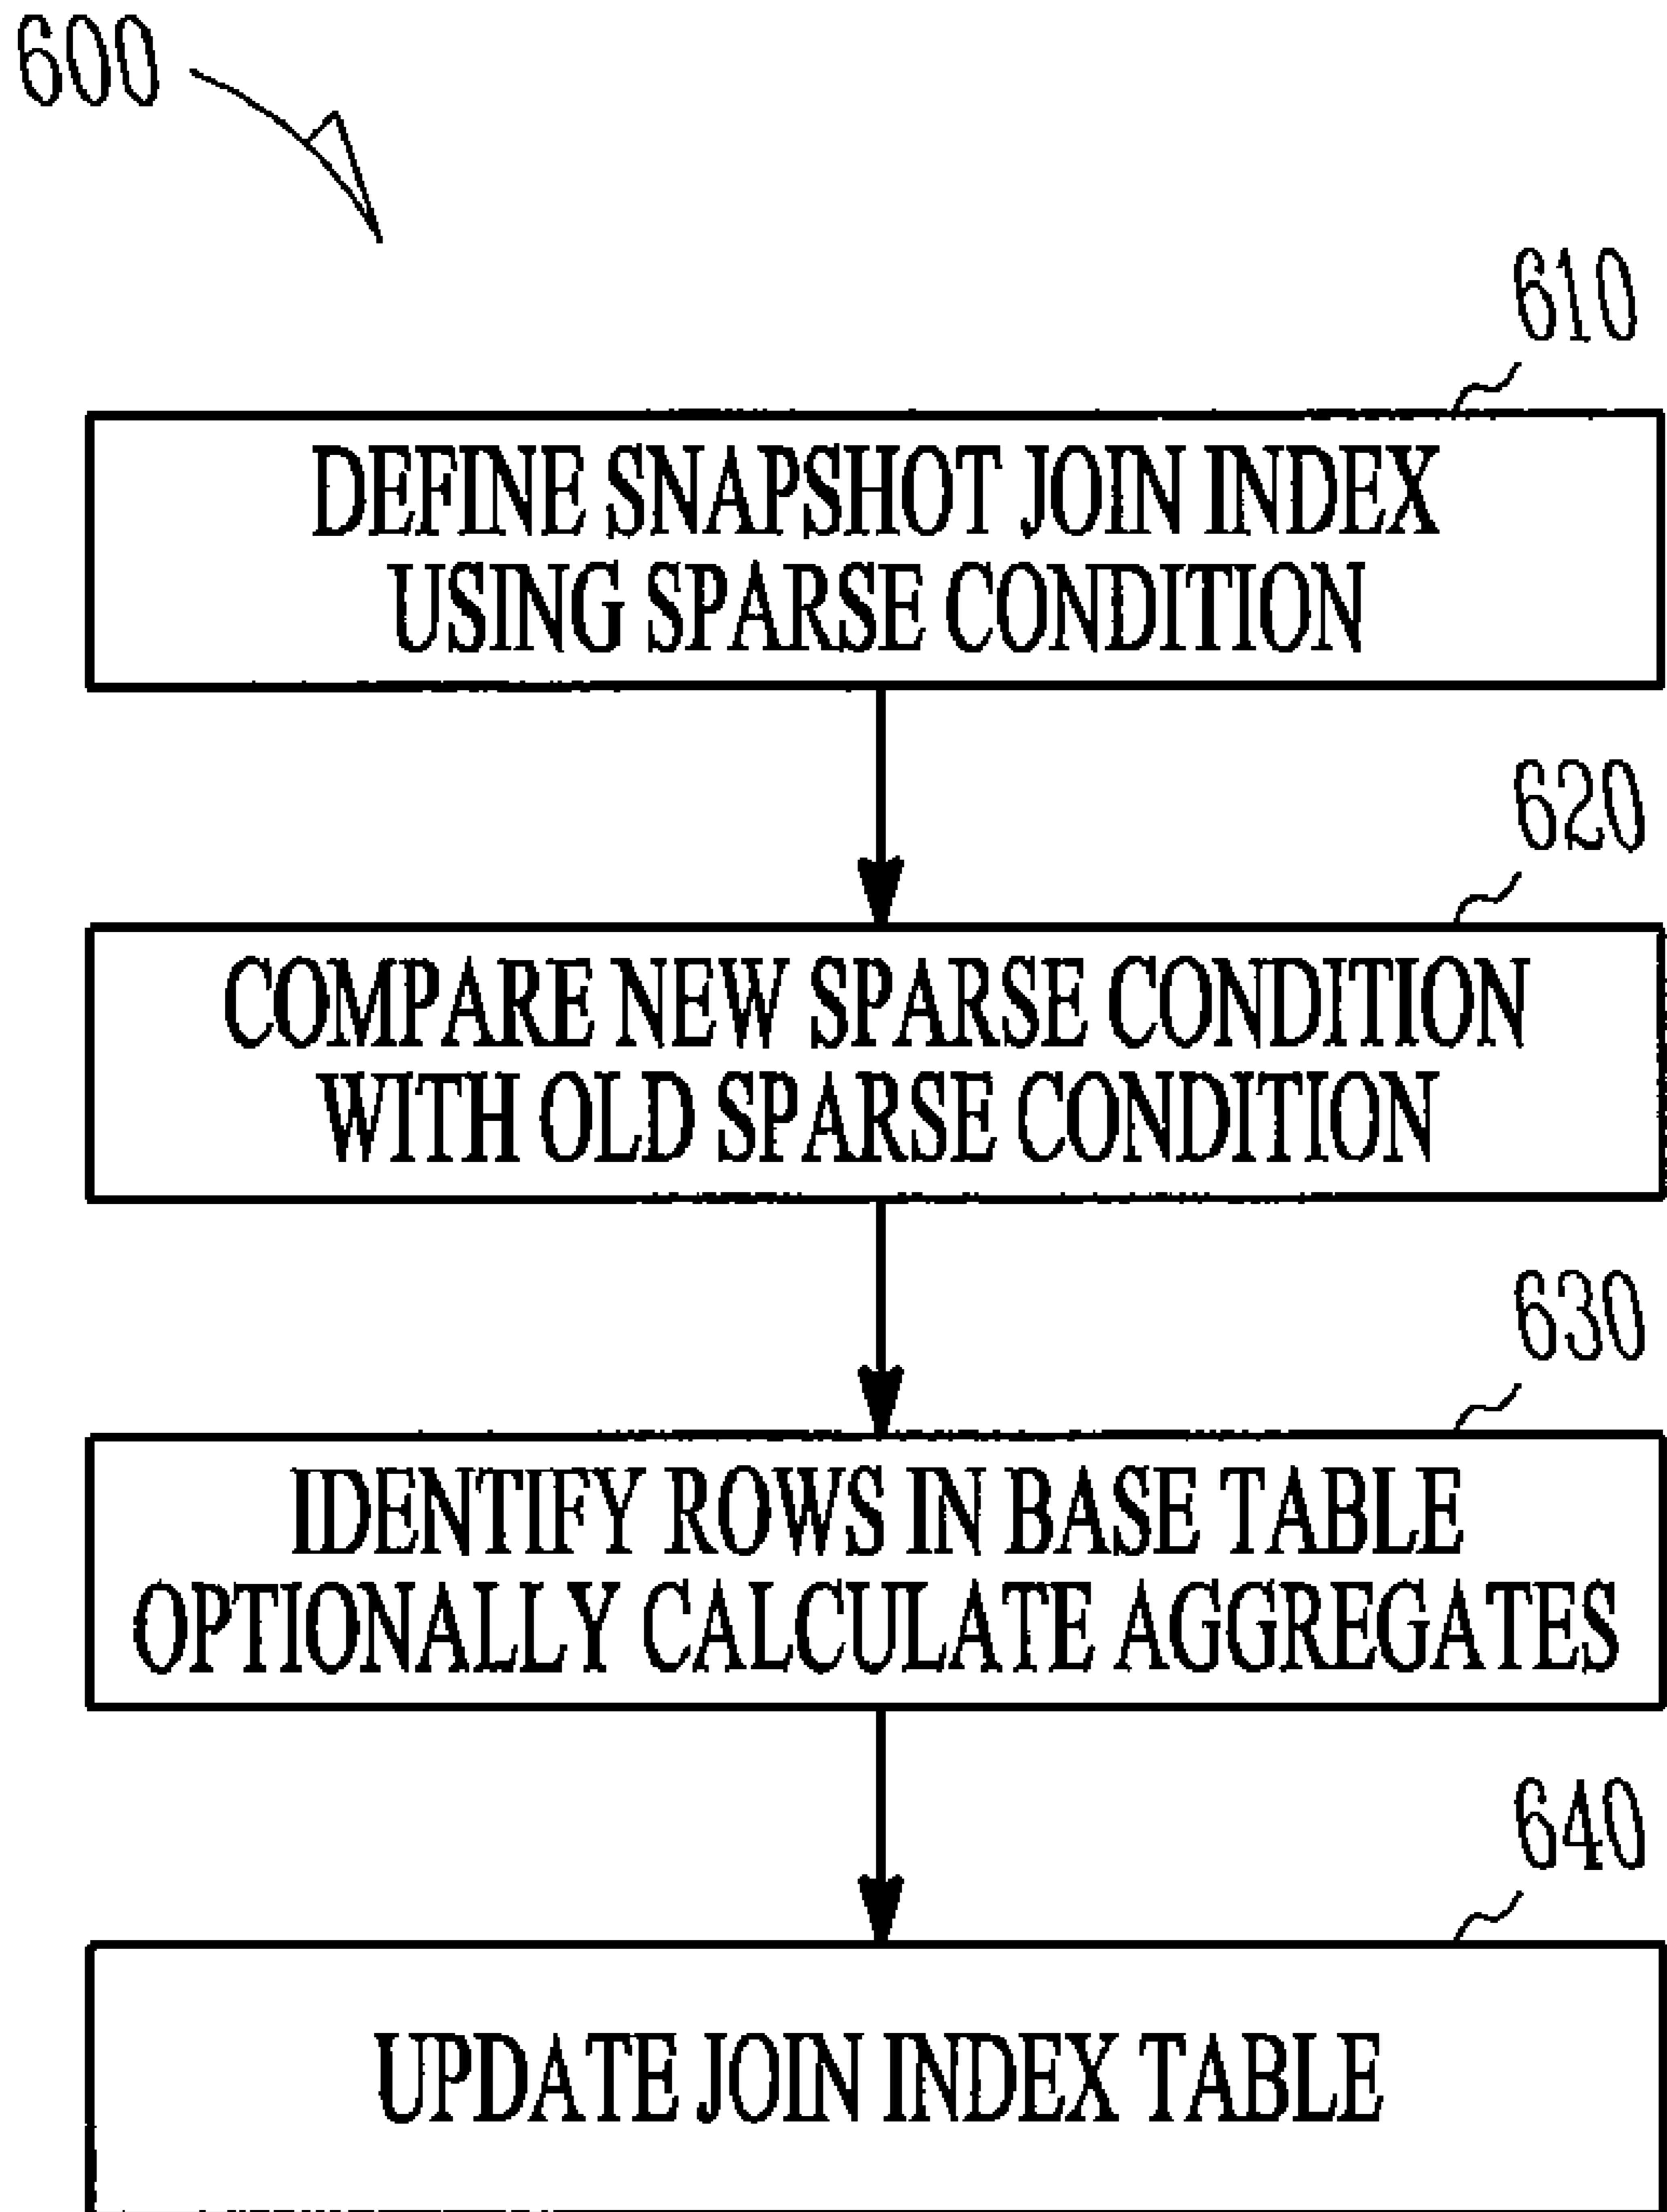 600
610
DEFINE SNAPSHOT JOIN INDEX
USING SPARSE CONDITION
620
COMPARE NEW SPARSE CONDITION
WITH OLD SPARSE CONDITION
630
IDENTIFY ROWS IN BASE TABLE
OPTIONALLY CALCULATE AGGREGATES
640
UPDATE JOIN INDEX TABLE